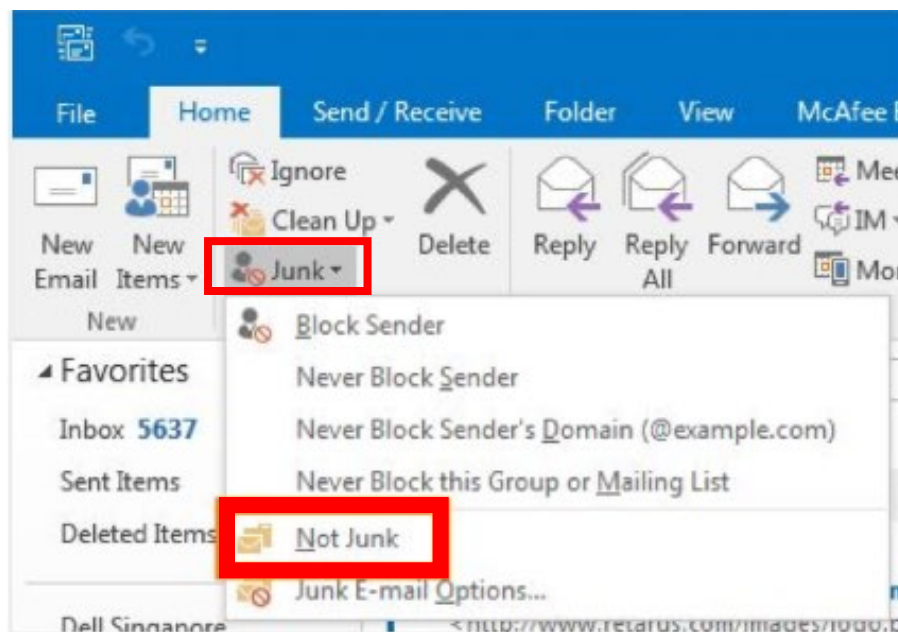 File Home Send / Receive Folder View McAfee
Ignore
Clean Up
Junk
New Email
New Items
Delete
Reply
Reply All
Forward
IM
New
Block Sender
Never Block Sender
Never Block Sender's Domain (@example.com)
Never Block this Group or Mailing List
Not Junk
Junk E-mail Options...
Favorites
Inbox 5637
Sent Items
Deleted Items
Dell Singapore